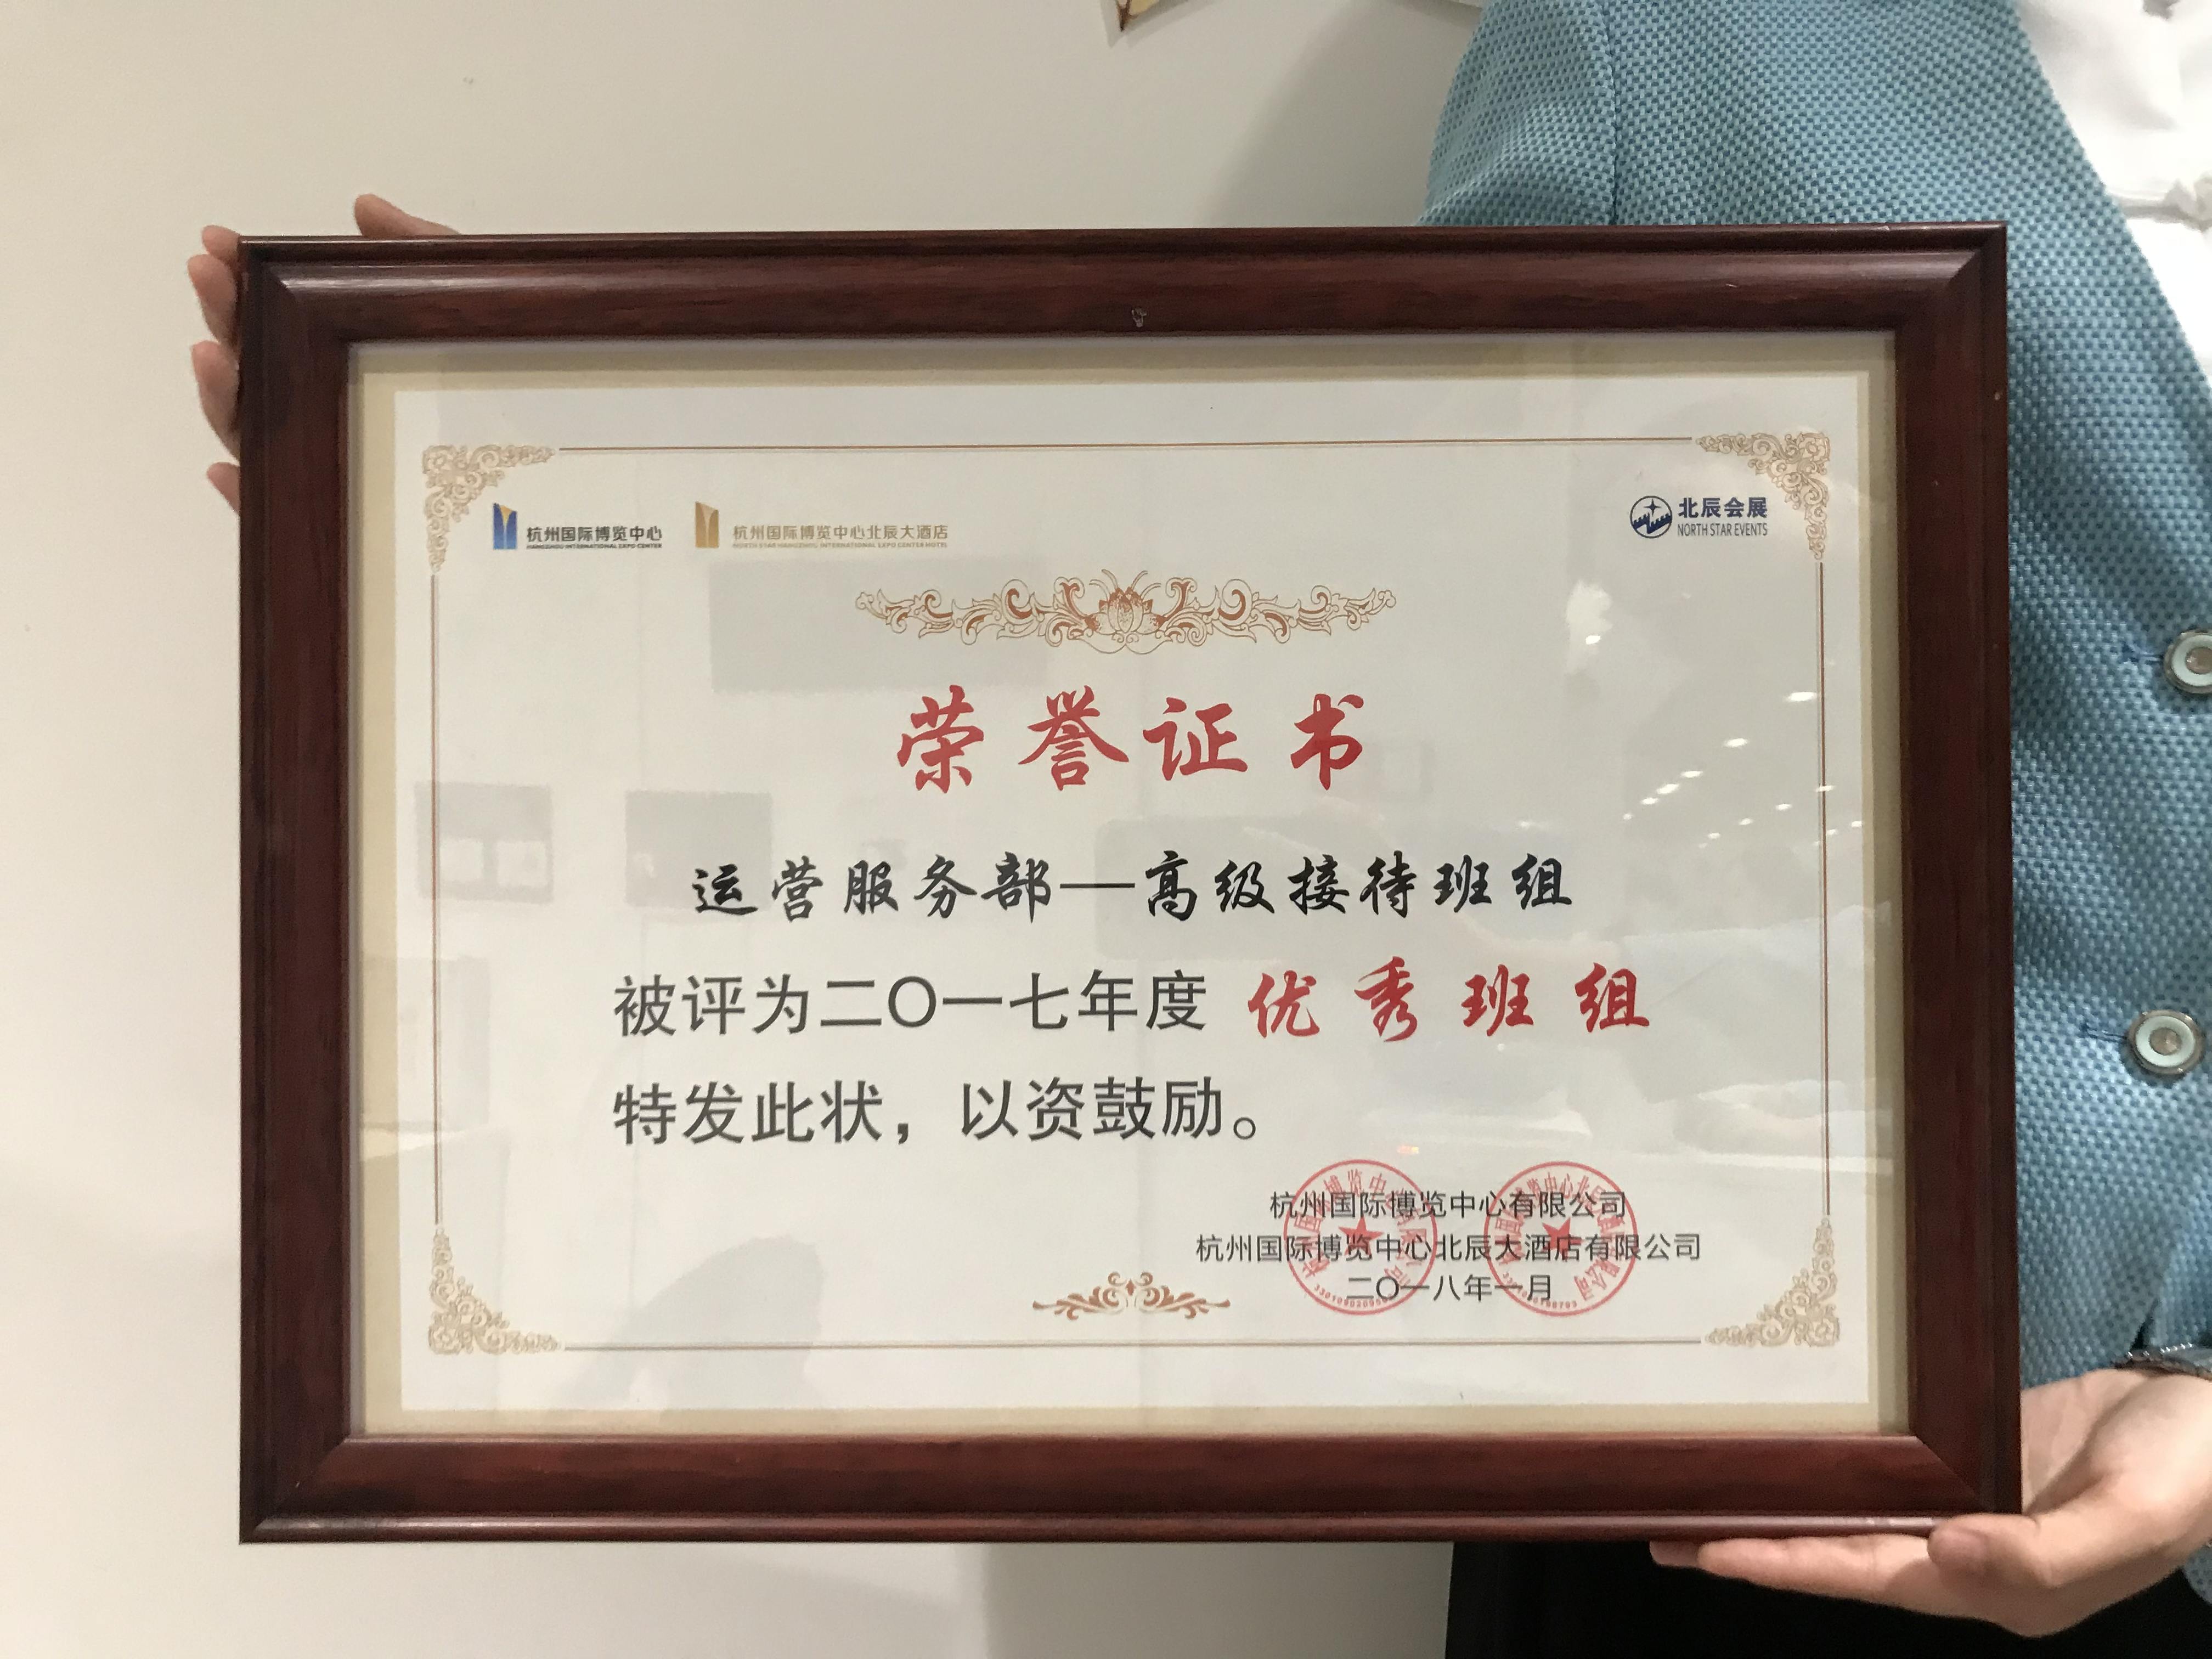 杭州国际博览中心
HANGZHOU INTERNATIONAL EXPO CENTER
杭州国际博览中心北辰大酒店
NORTH STAR HANGZHOU INTERNATIONAL EXPO CENTER HOTEL
北辰会展
NORTH STAR EVENTS
荣誉证书
运营服务部—高级接待班组
被评为二〇一七年度 优秀班组
特发此状，以资鼓励。
杭州国际博览中心有限公司
杭州国际博览中心北辰大酒店有限公司
二〇一八年一月